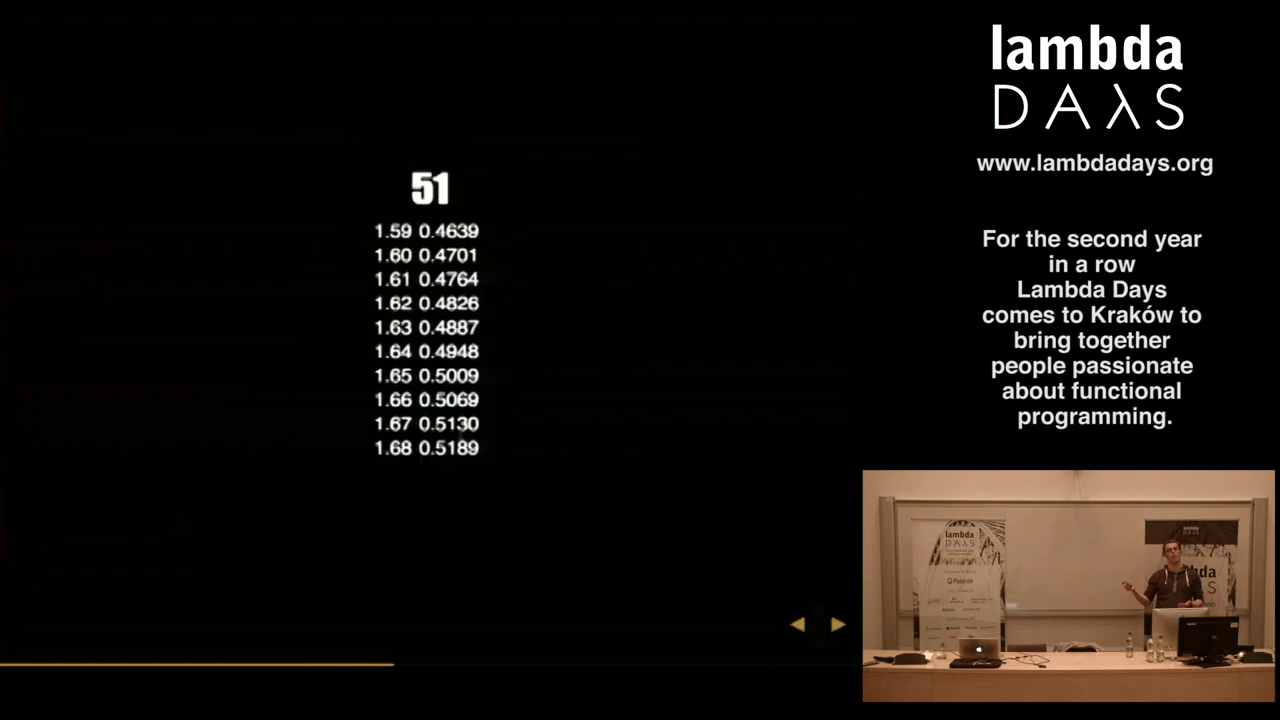 51
1.59 0.4639
1.60 0.4701
1.61 0.4764
1.62 0.4826
1.63 0.4887
1.64 0.4948
1.65 0.5009
1.66 0.5069
1.67 0.5130
1.68 0.5189
lambda
DAλS
www.lambdadays.org
For the second year
in a row
Lambda Days
comes to Kraków to
bring together
people passionate
about functional
programming.
lambda
DAλS